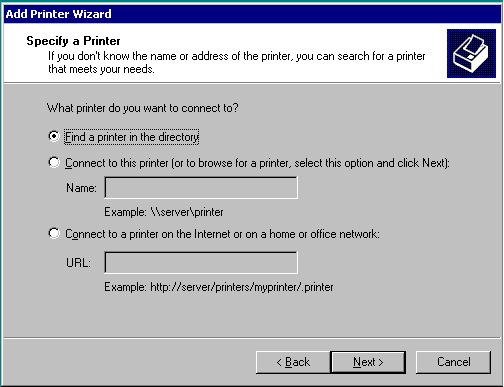 Add Printer Wizard
Specify a Printer
If you don't know the name or address of the printer, you can search for a printer
that meets your needs.
What printer do you want to connect to?
Find a printer in the directory
Connect to this printer (or to browse for a printer, select this option and click Next):
Name:
Example: \\server\printer
Connect to a printer on the Internet or on a home or office network:
URL:
Example: http://server/printers/myprinter/.printer
< Back
Next >
Cancel